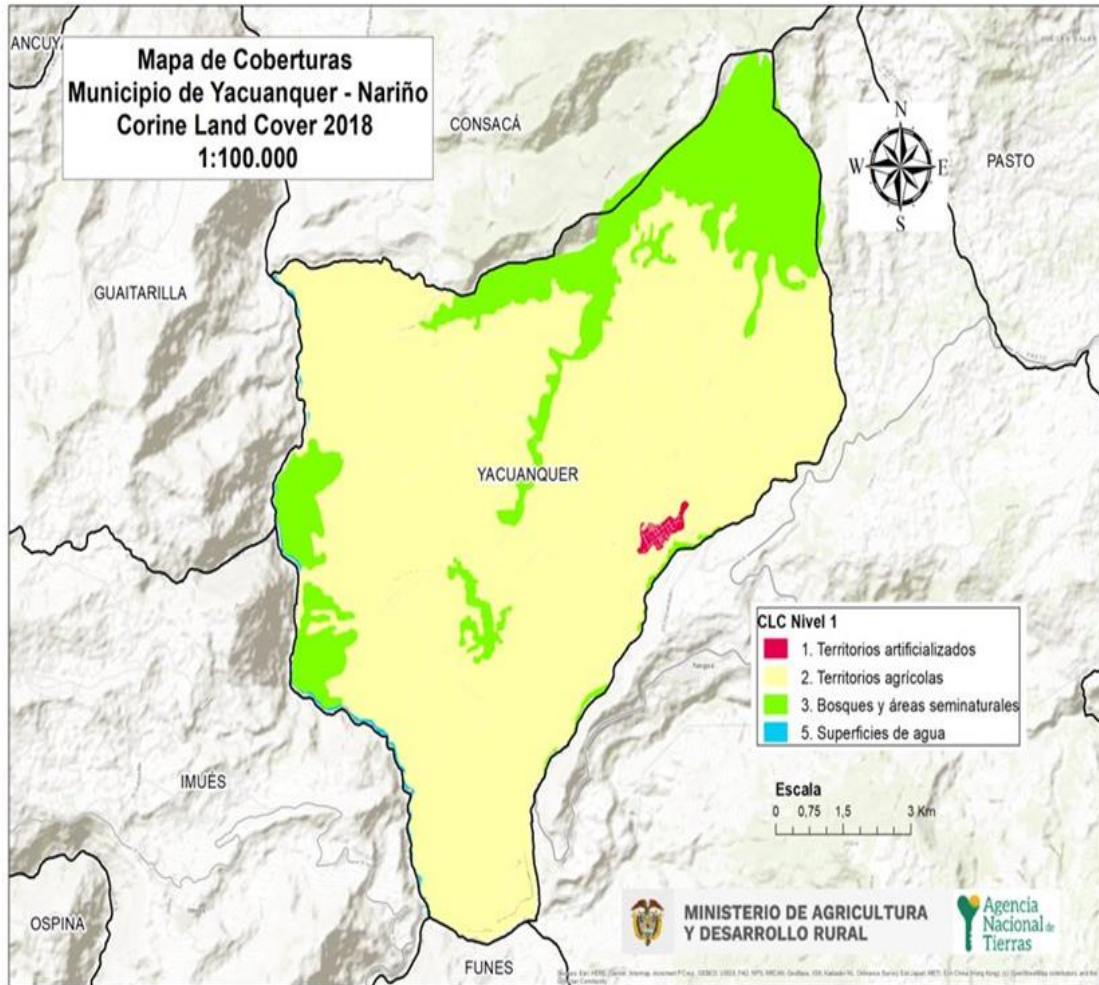 Mapa de Coberturas
Municipio de Yacuanquer - Nariño
Corine Land Cover 2018
1:100.000
CONSACÁ
PASTO
N
W
E
S
GUAITARILLA
YACUANQUER
CLC Nivel 1
1. Territorios artificializados
2. Territorios agrícolas
3. Bosques y áreas seminaturales
5. Superficies de agua
IMUÉS
Escala
0 0,75 1,5 3 Km
OSPINA
FUNES
MINISTERIO DE AGRICULTURA
Y DESARROLLO RURAL
Agencia
Nacional de
Tierras